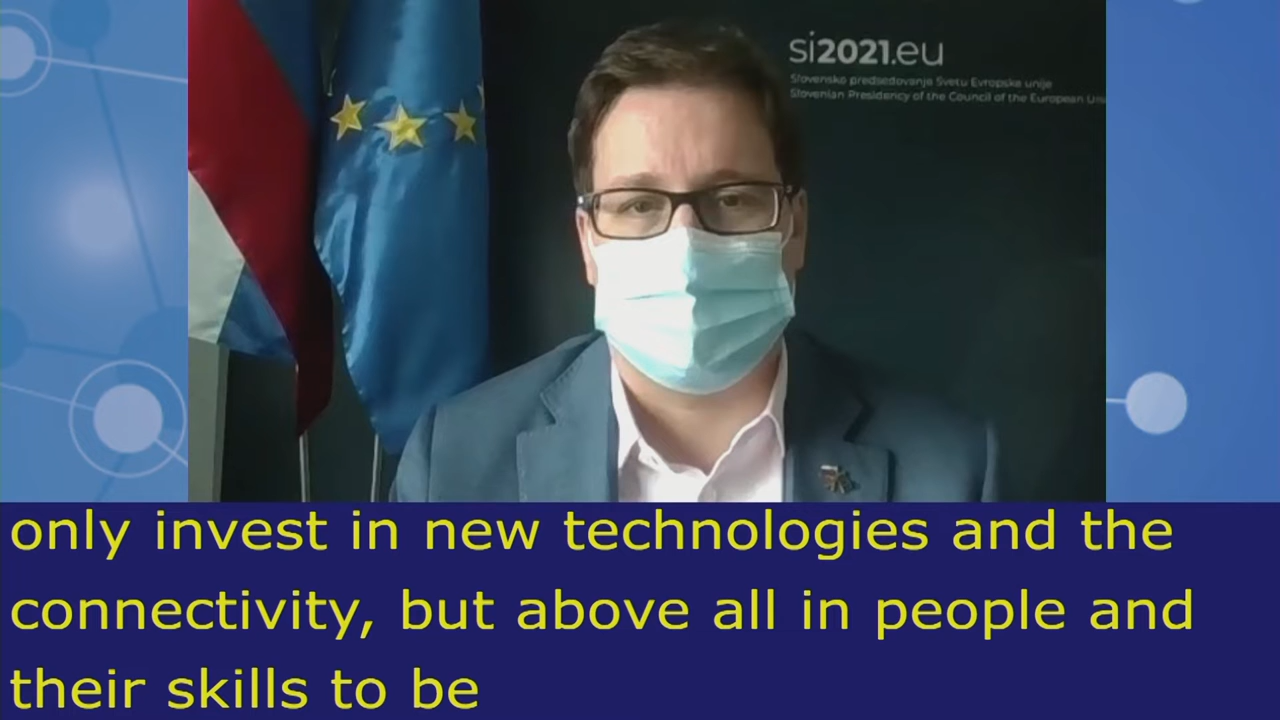 si2021.eu
Slovensko predsedovanje Svetu Evropske unije
Slovenian Presidency of the Council of the European
only invest in new technologies and the
connectivity, but above all in people and
their skills to be